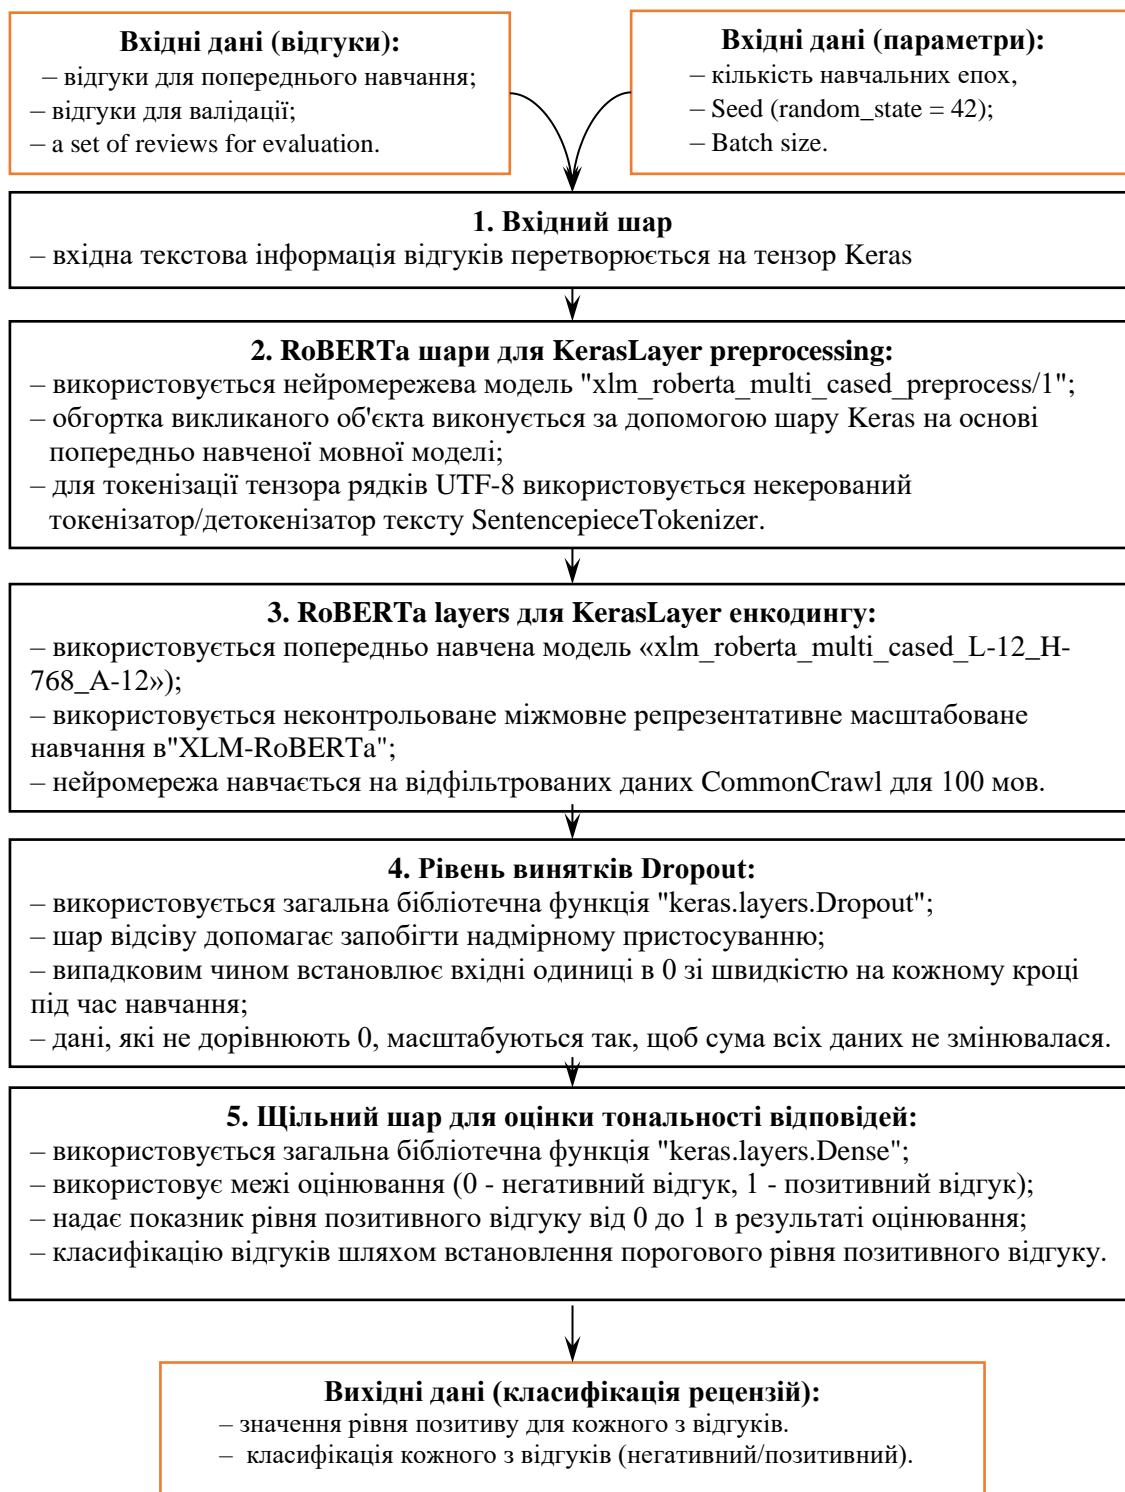 Вхідні дані (відгуки):
– відгуки для попереднього навчання;
– відгуки для валідації;
– a set of reviews for evaluation.
Вхідні дані (параметри):
– кількість навчальних епох,
– Seed (random_state = 42);
– Batch size.
1. Вхідний шар
– вхідна текстова інформація відгуків перетворюється на тензор Keras
2. RoBERTa шари для KerasLayer preprocessing:
– використовується нейромережева модель "xlm_roberta_multi_cased_preprocess/1";
– обгортка викликаного об'єкта виконується за допомогою шару Keras на основі
попередньо навченої мовної моделі;
– для токенізації тензора рядків UTF-8 використовується некерований
токенізатор/детокенізатор тексту SentencepieceTokenizer.
3. RoBERTa layers для KerasLayer енкодингу:
– використовується попередньо навчена модель «xlm_roberta_multi_cased_L-12_H-
768_A-12»);
– використовується неконтрольоване міжмовне репрезентативне масштабоване
навчання в"XLM-RoBERTa";
– нейромережа навчається на відфільтрованих даних CommonCrawl для 100 мов.
4. Рівень винятків Dropout:
– використовується загальна бібліотечна функція "keras.layers.Dropout";
– шар відсіву допомагає запобігти надмірному пристосуванню;
– випадковим чином встановлює вхідні одиниці в 0 зі швидкістю на кожному кроці
під час навчання;
– дані, які не дорівнюють 0, масштабуються так, щоб сума всіх даних не змінювалася.
5. Щільний шар для оцінки тональності відповідей:
– використовується загальна бібліотечна функція "keras.layers.Dense";
– використовує межі оцінювання (0 - негативний відгук, 1 - позитивний відгук);
– надає показник рівня позитивного відгуку від 0 до 1 в результаті оцінювання;
– класифікацію відгуків шляхом встановлення порогового рівня позитивного відгуку.
Вихідні дані (класифікація рецензій):
– значення рівня позитиву для кожного з відгуків.
– класифікація кожного з відгуків (негативний/позитивний).